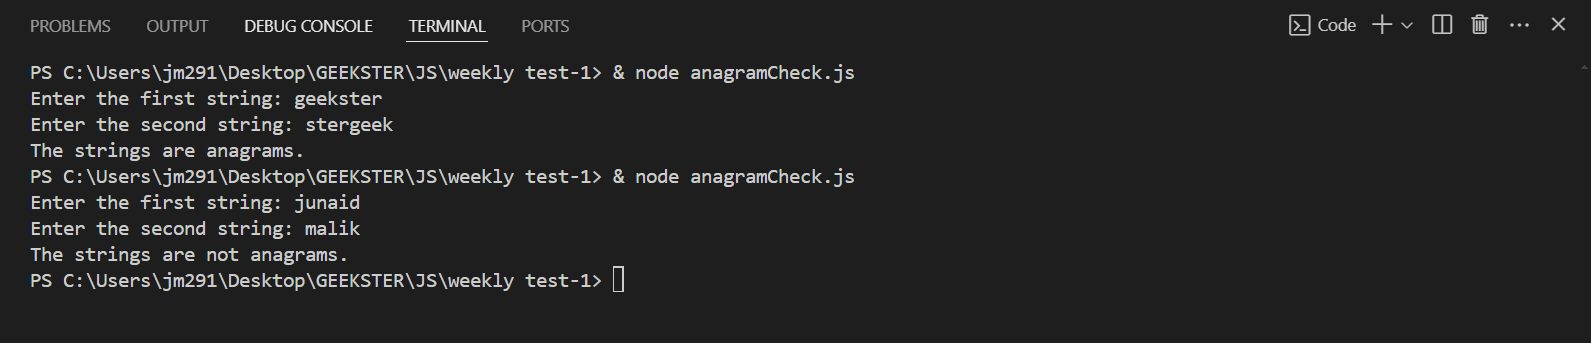 PROBLEMS OUTPUT DEBUG CONSOLE TERMINAL PORTS Code
PS C:\Users\jm291\Desktop\GEEKSTER\JS\weekly test-1> & node anagramCheck.js
Enter the first string: geekster
Enter the second string: stergeek
The strings are anagrams.
PS C:\Users\jm291\Desktop\GEEKSTER\JS\weekly test-1> & node anagramCheck.js
Enter the first string: junaid
Enter the second string: malik
The strings are not anagrams.
PS C:\Users\jm291\Desktop\GEEKSTER\JS\weekly test-1>